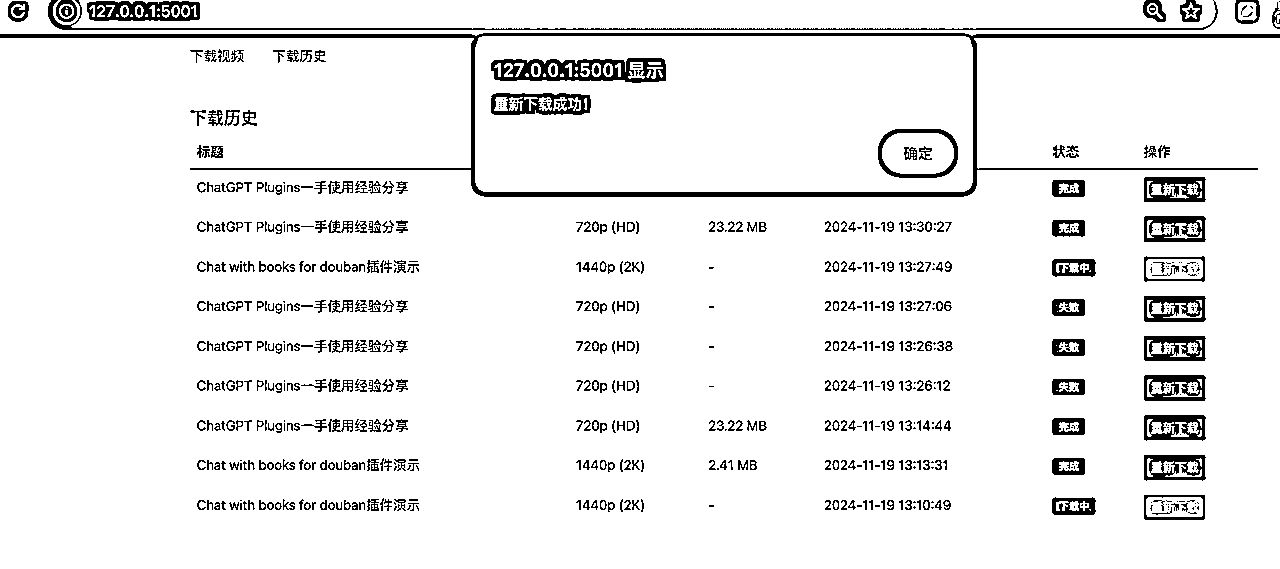 127.0.0.1:5001
下载视频 下载历史
127.0.0.1:5001 显示
重新下载成功!
确定
下载历史
标题 状态 操作
ChatGPT Plugins一手使用经验分享 完成 重新下载
ChatGPT Plugins一手使用经验分享 720p (HD) 23.22 MB 2024-11-19 13:30:27 完成 重新下载
Chat with books for douban插件演示 1440p (2K) - 2024-11-19 13:27:49 下载中 重新下载
ChatGPT Plugins一手使用经验分享 720p (HD) - 2024-11-19 13:27:06 失败 重新下载
ChatGPT Plugins一手使用经验分享 720p (HD) - 2024-11-19 13:26:38 失败 重新下载
ChatGPT Plugins一手使用经验分享 720p (HD) - 2024-11-19 13:26:12 失败 重新下载
ChatGPT Plugins一手使用经验分享 720p (HD) 23.22 MB 2024-11-19 13:14:44 完成 重新下载
Chat with books for douban插件演示 1440p (2K) 2.41 MB 2024-11-19 13:13:31 完成 重新下载
Chat with books for douban插件演示 1440p (2K) - 2024-11-19 13:10:49 下载中 重新下载